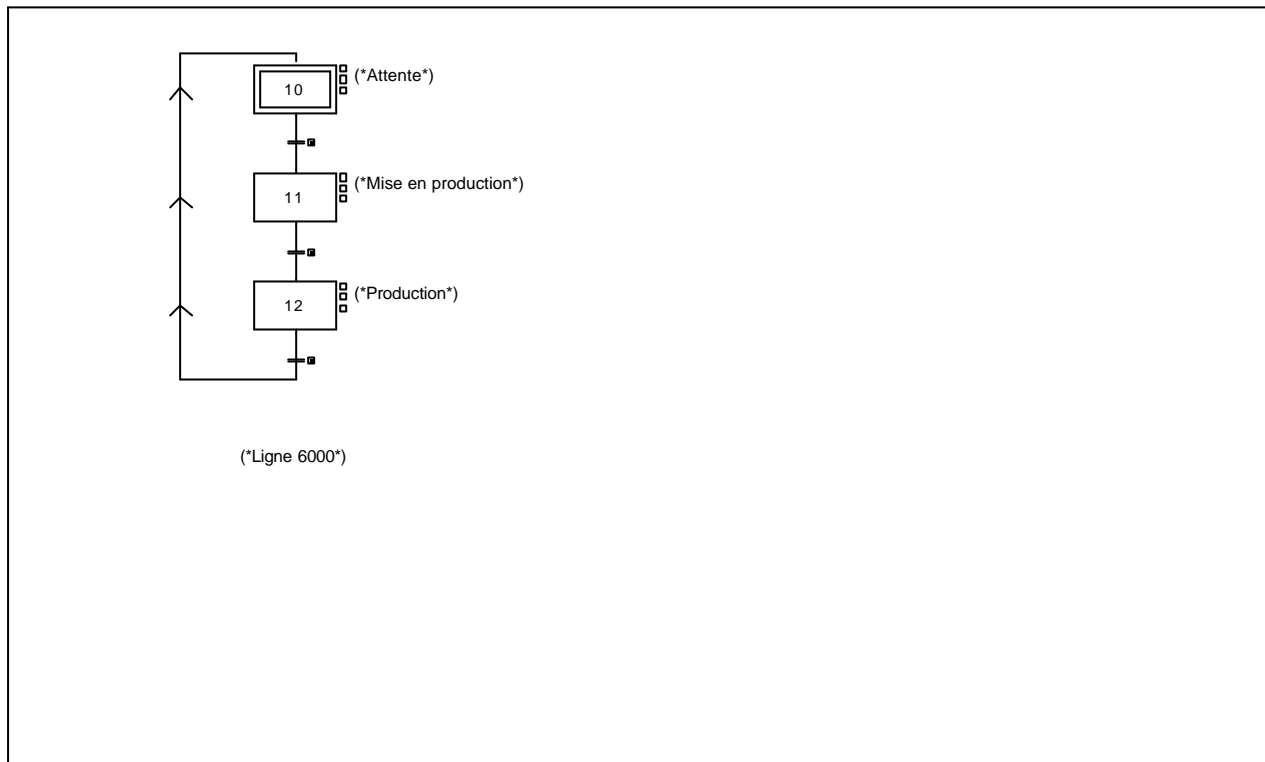 10 (*Attente*)
11 (*Mise en production*)
12 (*Production*)
(*Ligne 6000*)